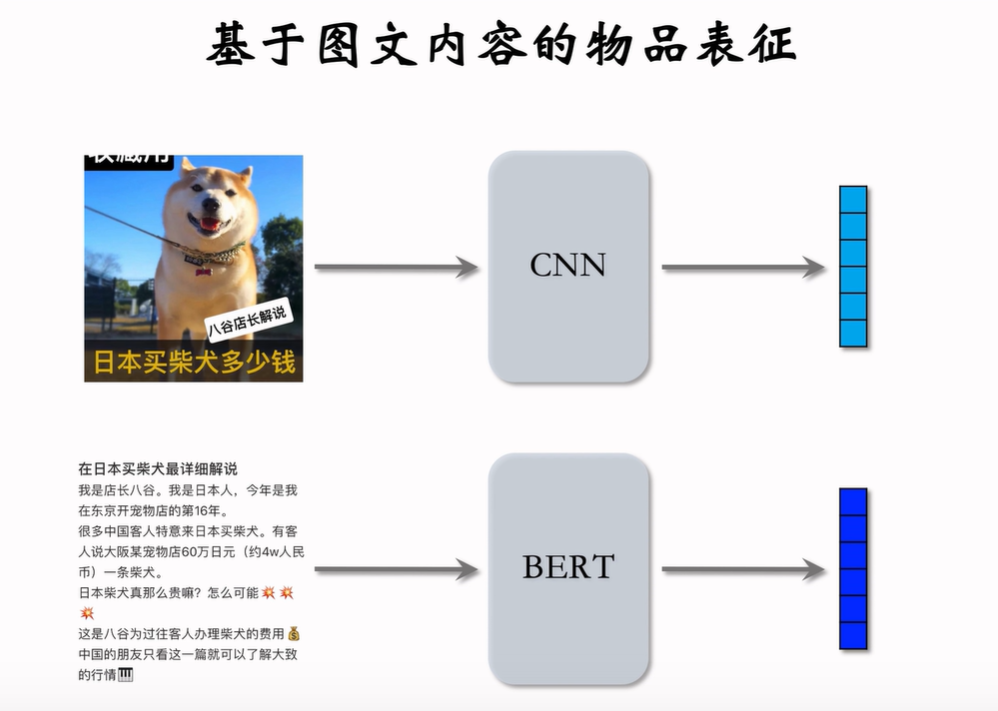 基于图文内容的物品表征
收藏用
八谷店长解说
日本买柴犬多少钱
CNN
在日本买柴犬最详细解说
我是店长八谷。我是日本人，今年是我
在东京开宠物店的第16年。
很多中国客人特意来日本买柴犬。有客
人说大阪某宠物店60万日元（约4w人民
币）一条柴犬。
日本柴犬真那么贵嘛？怎么可能💥💥
💥
这是八谷为过往客人办理柴犬的费用💰
中国的朋友只看这一篇就可以了解大致
的行情🎹
BERT